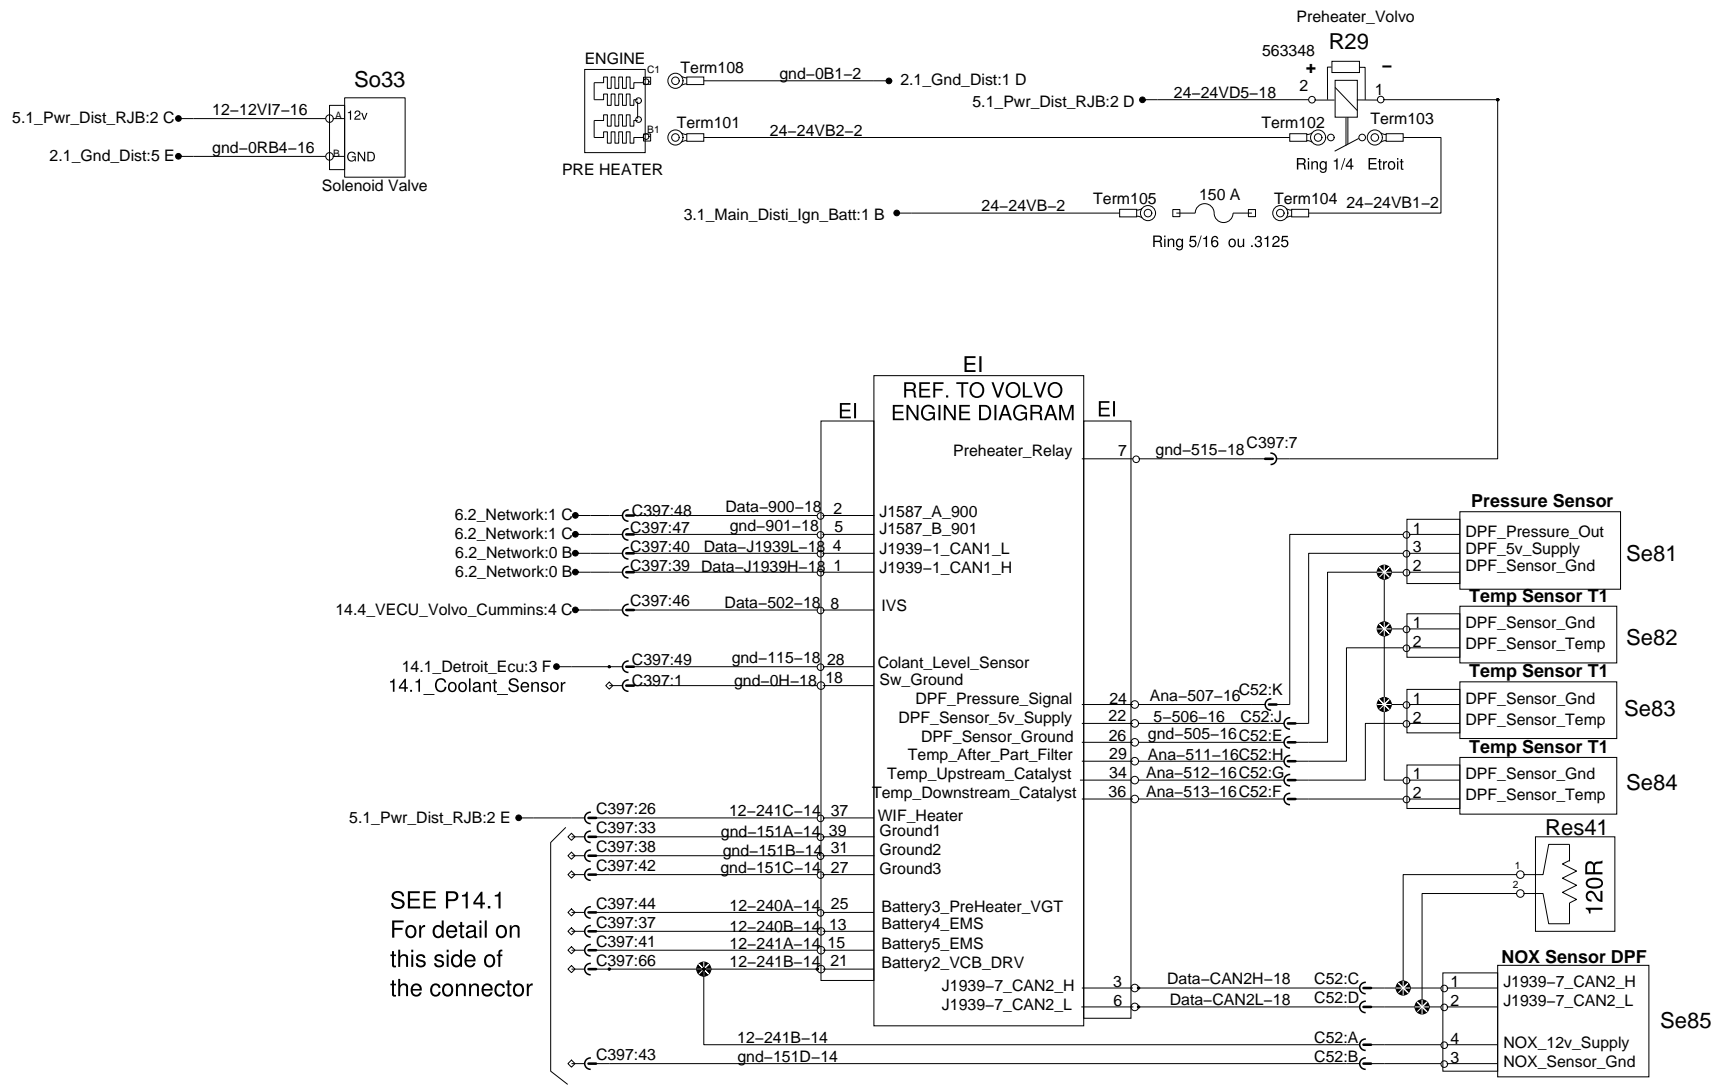 Preheater_Volvo
R29
563348
+ −
2 1
ENGINE
C1
Term108
gnd−0B1−2
2.1_Gnd_Dist:1 D
5.1_Pwr_Dist_RJB:2 D
24−24VD5−18
B1
Term101
24−24VB2−2
Term102
Term103
Ring 1/4 Etroit
PRE HEATER
3.1_Main_Disti_Ign_Batt:1 B
24−24VB−2
Term105
150 A
Term104
24−24VB1−2
Ring 5/16 ou .3125
So33
5.1_Pwr_Dist_RJB:2 C
12−12VI7−16
A
12v
2.1_Gnd_Dist:5 E
gnd−0RB4−16
B
GND
Solenoid Valve
EI
REF. TO VOLVO
ENGINE DIAGRAM
EI
EI
Preheater_Relay
7
gnd−515−18
C397:7
6.2_Network:1 C C397:48 Data−900−18 2 J1587_A_900
6.2_Network:1 C C397:47 gnd−901−18 5 J1587_B_901
6.2_Network:0 B C397:40 Data−J1939L−18 4 J1939−1_CAN1_L
6.2_Network:0 B C397:39 Data−J1939H−18 1 J1939−1_CAN1_H
14.4_VECU_Volvo_Cummins:4 C C397:46 Data−502−18 8 IVS
14.1_Detroit_Ecu:3 F C397:49 gnd−115−18 28 Colant_Level_Sensor
14.1_Coolant_Sensor C397:1 gnd−0H−18 18 Sw_Ground
DPF_Pressure_Signal 24 Ana−507−16 C52:K
DPF_Sensor_5v_Supply 22 5−506−16 C52:J
DPF_Sensor_Ground 26 gnd−505−16 C52:E
Temp_After_Part_Filter 29 Ana−511−16 C52:H
Temp_Upstream_Catalyst 34 Ana−512−16 C52:G
Temp_Downstream_Catalyst 36 Ana−513−16 C52:F
5.1_Pwr_Dist_RJB:2 E C397:26 12−241C−14 37 WIF_Heater
C397:33 gnd−151A−14 39 Ground1
C397:38 gnd−151B−14 31 Ground2
C397:42 gnd−151C−14 27 Ground3
C397:44 12−240A−14 25 Battery3_PreHeater_VGT
C397:37 12−240B−14 13 Battery4_EMS
C397:41 12−241A−14 15 Battery5_EMS
C397:66 12−241B−14 21 Battery2_VCB_DRV
J1939−7_CAN2_H 3 Data−CAN2H−18 C52:C
J1939−7_CAN2_L 6 Data−CAN2L−18 C52:D
12−241B−14 C52:A
C397:43 gnd−151D−14 C52:B
SEE P14.1
For detail on
this side of
the connector
Pressure Sensor
1 DPF_Pressure_Out
3 DPF_5v_Supply
2 DPF_Sensor_Gnd
Se81
Temp Sensor T1
1 DPF_Sensor_Gnd
2 DPF_Sensor_Temp
Se82
Temp Sensor T1
1 DPF_Sensor_Gnd
2 DPF_Sensor_Temp
Se83
Temp Sensor T1
1 DPF_Sensor_Gnd
2 DPF_Sensor_Temp
Se84
Res41
1
2
120R
NOX Sensor DPF
1 J1939−7_CAN2_H
2 J1939−7_CAN2_L
4 NOX_12v_Supply
3 NOX_Sensor_Gnd
Se85